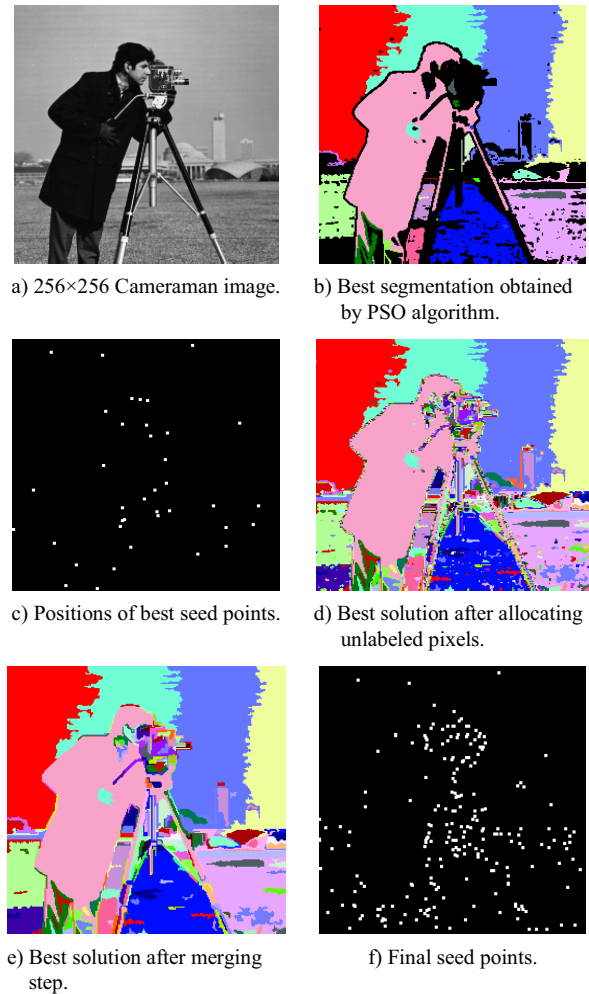 a) 256×256 Cameraman image.
b) Best segmentation obtained
by PSO algorithm.
c) Positions of best seed points.
d) Best solution after allocating
unlabeled pixels.
e) Best solution after merging
step.
f) Final seed points.